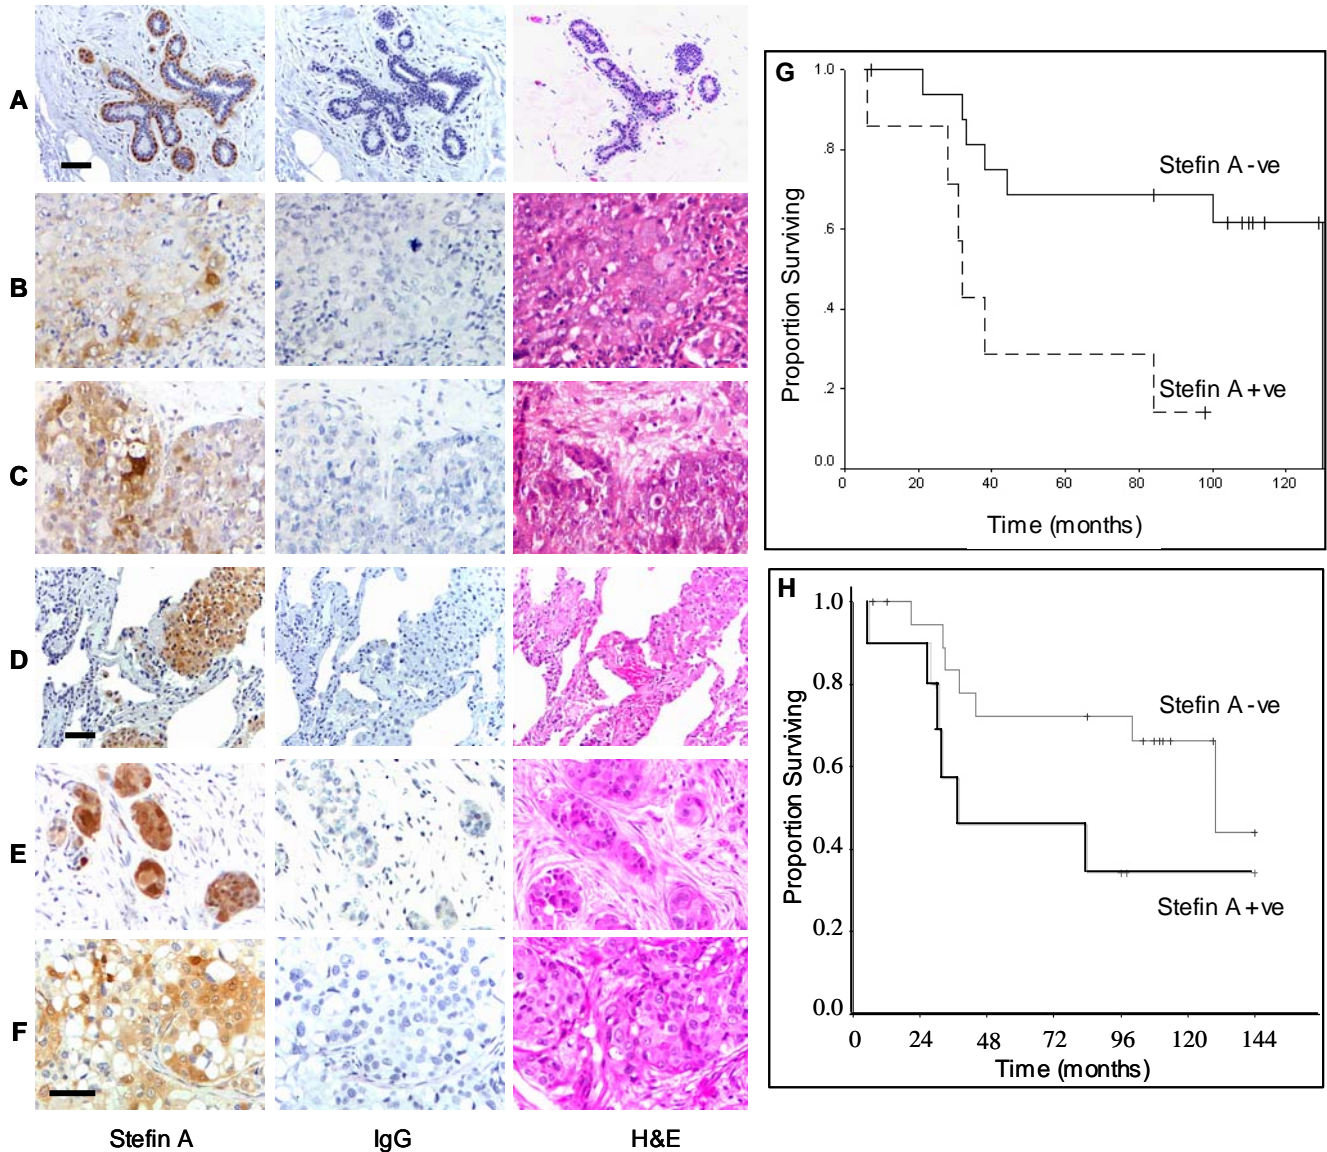 A
B
C
D
E
F
Stefin A IgG H&E
G
1.0
.8
.6
.4
.2
0.0
Proportion Surviving
Stefin A -ve
Stefin A +ve
0 20 40 60 80 100 120
Time (months)
H
1.0
0.8
0.6
0.4
0.2
0.0
Proportion Surviving
Stefin A -ve
Stefin A +ve
0 24 48 72 96 120 144
Time (months)